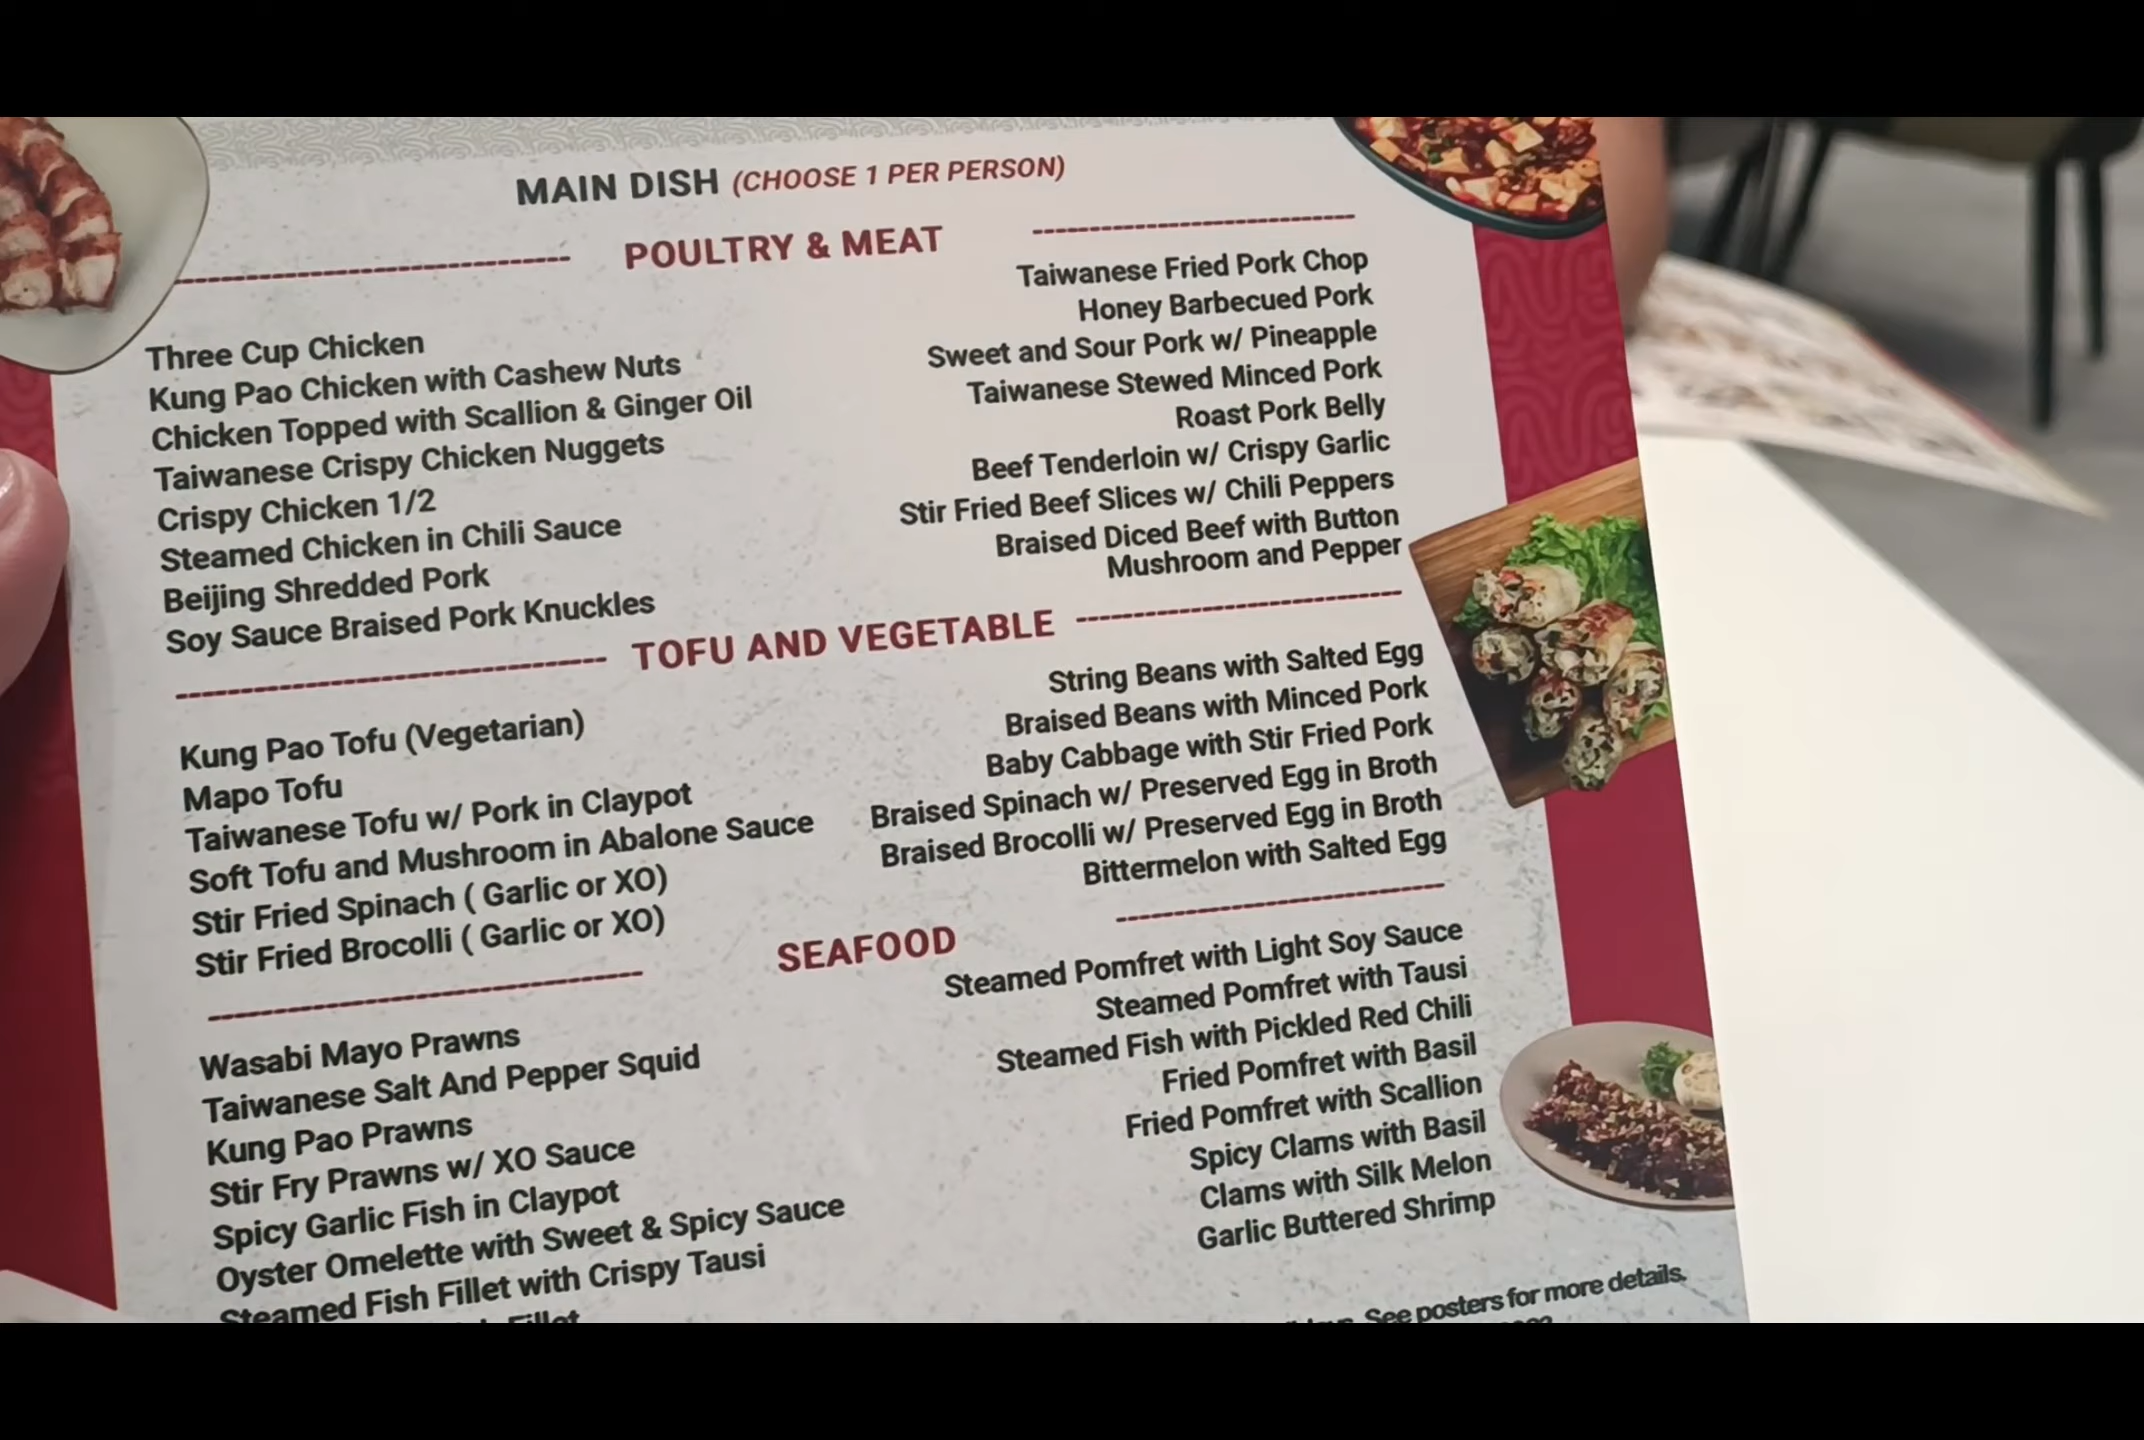 MAIN DISH (CHOOSE 1 PER PERSON)
POULTRY & MEAT
Three Cup Chicken
Kung Pao Chicken with Cashew Nuts
Chicken Topped with Scallion & Ginger Oil
Taiwanese Crispy Chicken Nuggets
Crispy Chicken 1/2
Steamed Chicken in Chili Sauce
Beijing Shredded Pork
Soy Sauce Braised Pork Knuckles
Taiwanese Fried Pork Chop
Honey Barbecued Pork
Sweet and Sour Pork w/ Pineapple
Taiwanese Stewed Minced Pork
Roast Pork Belly
Beef Tenderloin w/ Crispy Garlic
Stir Fried Beef Slices w/ Chili Peppers
Braised Diced Beef with Button
Mushroom and Pepper
TOFU AND VEGETABLE
Kung Pao Tofu (Vegetarian)
Mapo Tofu
Taiwanese Tofu w/ Pork in Claypot
Soft Tofu and Mushroom in Abalone Sauce
Stir Fried Spinach ( Garlic or XO)
Stir Fried Brocolli ( Garlic or XO)
String Beans with Salted Egg
Braised Beans with Minced Pork
Baby Cabbage with Stir Fried Pork
Braised Spinach w/ Preserved Egg in Broth
Braised Brocolli w/ Preserved Egg in Broth
Bittermelon with Salted Egg
SEAFOOD
Wasabi Mayo Prawns
Taiwanese Salt And Pepper Squid
Kung Pao Prawns
Stir Fry Prawns w/ XO Sauce
Spicy Garlic Fish in Claypot
Oyster Omelette with Sweet & Spicy Sauce
Steamed Fish Fillet with Crispy Tausi
Fillet
Steamed Pomfret with Light Soy Sauce
Steamed Pomfret with Tausi
Steamed Fish with Pickled Red Chili
Fried Pomfret with Basil
Fried Pomfret with Scallion
Spicy Clams with Basil
Clams with Silk Melon
Garlic Buttered Shrimp
See posters for more details.